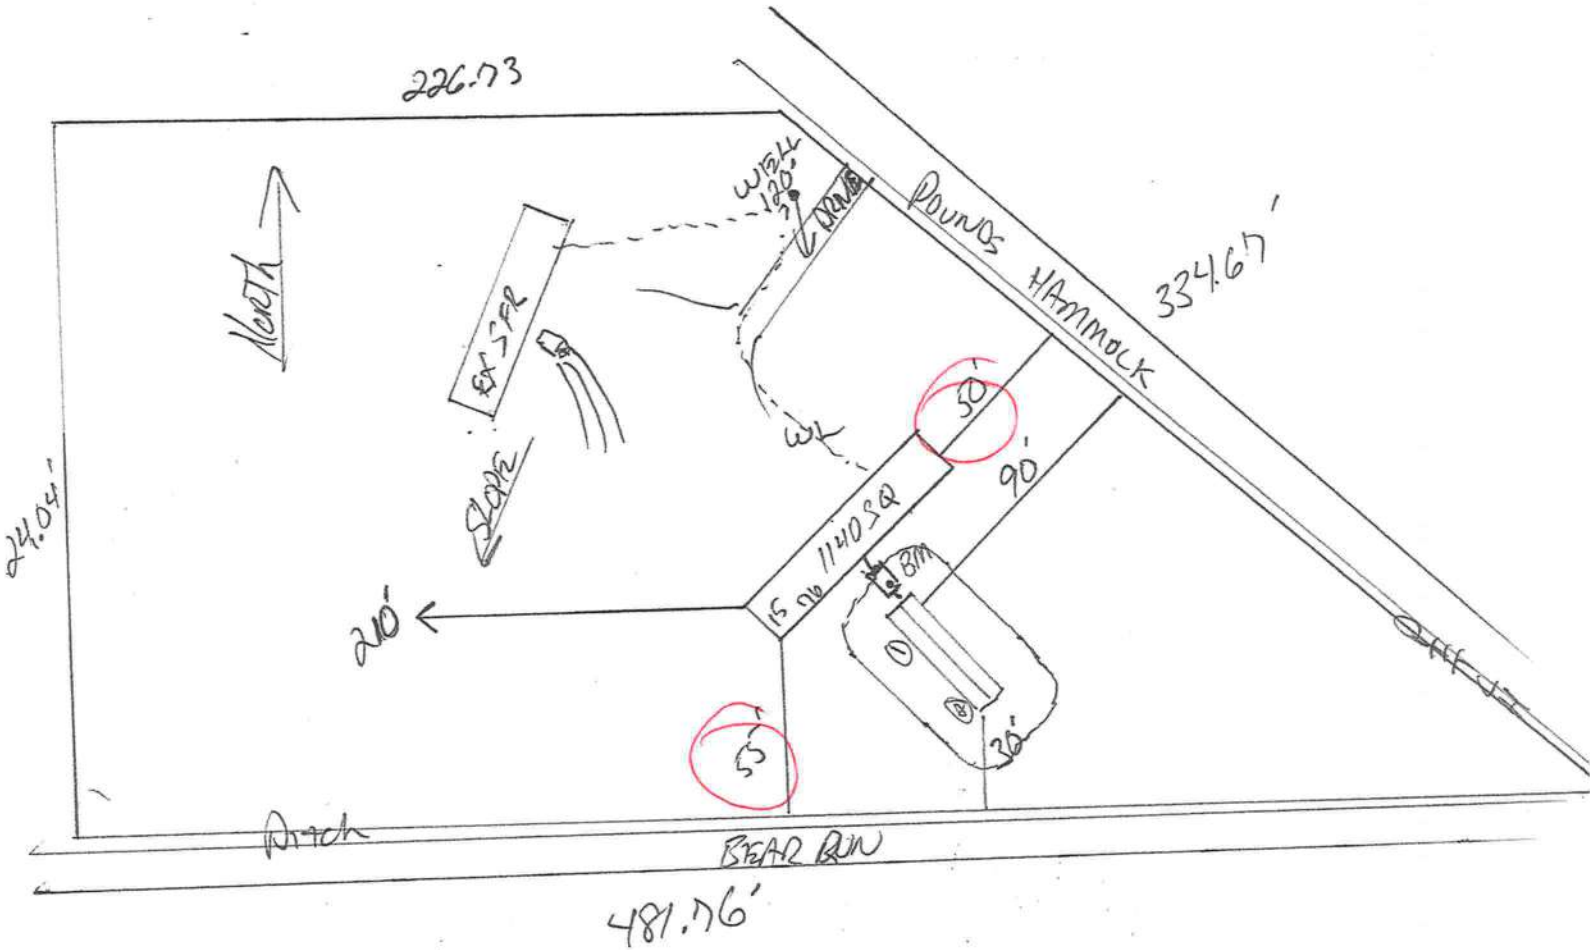 226.73
WELL
120'
DRIVE
POUNDS HAMMOCK
334.67'
North
EX SFR
SLOPE
24.04'
50'
90'
WL
1140 SQ
15 76
BM
210'
1
2
55'
30'
Ditch
BEAR RUN
481.76'